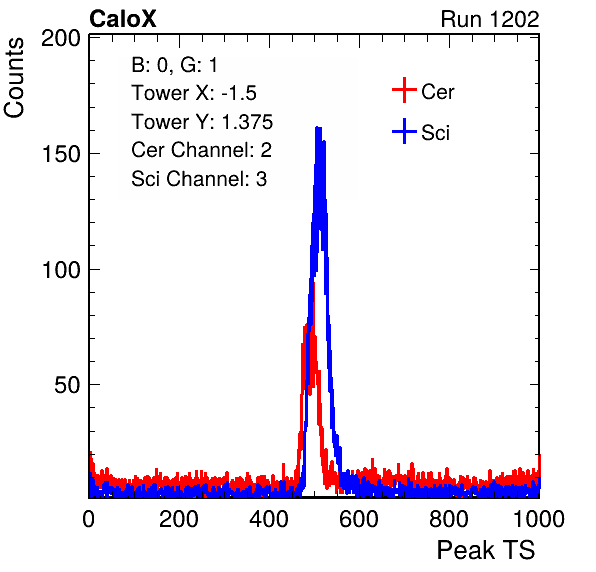 CaloX Run 1202
Counts
B: 0, G: 1
Tower X: -1.5
Tower Y: 1.375
Cer Channel: 2
Sci Channel: 3
Cer
Sci
200
150
100
50
0 200 400 600 800 1000
Peak TS